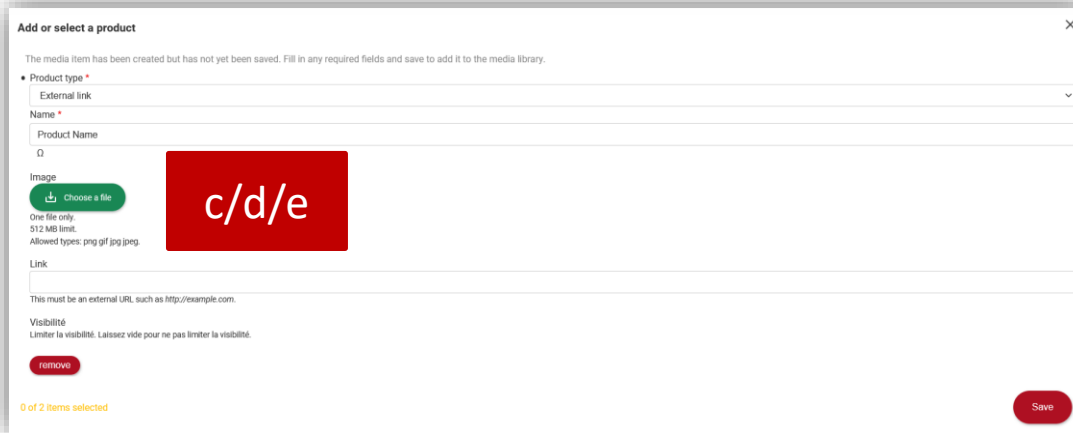 Add or select a product
The media item has been created but has not yet been saved. Fill in any required fields and save to add it to the media library.
Product type *
External link
Name *
Product Name
Ω
Image
Choose a file
c/d/e
One file only.
512 MB limit.
Allowed types: png gif jpg jpeg.
Link
This must be an external URL such as http://example.com.
Visibilité
Limiter la visibilité. Laissez vide pour ne pas limiter la visibilité.
remove
0 of 2 items selected
Save